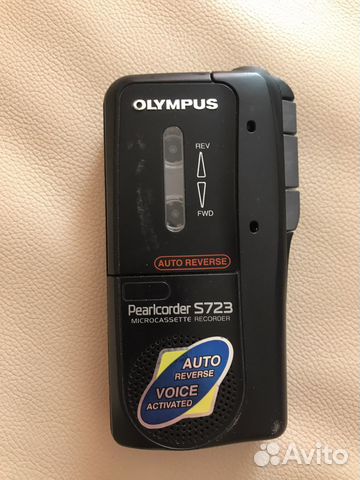 OLYMPUS
REV
FWD
AUTO REVERSE
Pearlcorder S723
MICROCASSETTE RECORDER
AUTO
REVERSE
VOICE
ACTIVATED
Avito